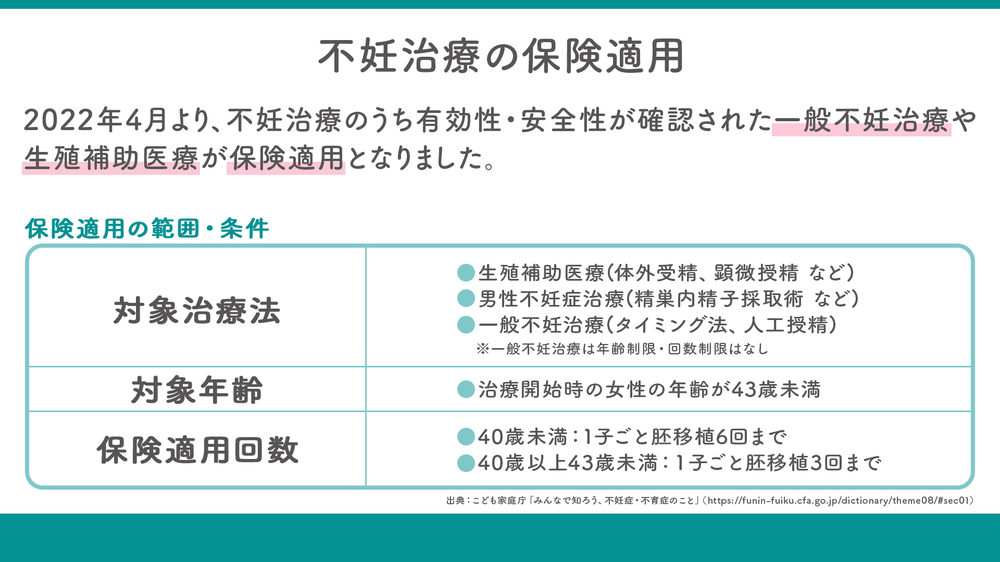 不妊治療の保険適用
2022年4月より、不妊治療のうち有効性・安全性が確認された一般不妊治療や
生殖補助医療が保険適用となりました。
保険適用の範囲・条件
対象治療法
●生殖補助医療(体外受精、顕微授精 など)
●男性不妊症治療(精巣内精子採取術 など)
●一般不妊治療(タイミング法、人工授精)
※一般不妊治療は年齢制限・回数制限はなし
対象年齢
●治療開始時の女性の年齢が43歳未満
保険適用回数
●40歳未満：1子ごと胚移植6回まで
●40歳以上43歳未満：1子ごと胚移植3回まで
出典：こども家庭庁「みんなで知ろう、不妊症・不育症のこと」（https://funin-fuiku.cfa.go.jp/dictionary/theme08/#sec01）